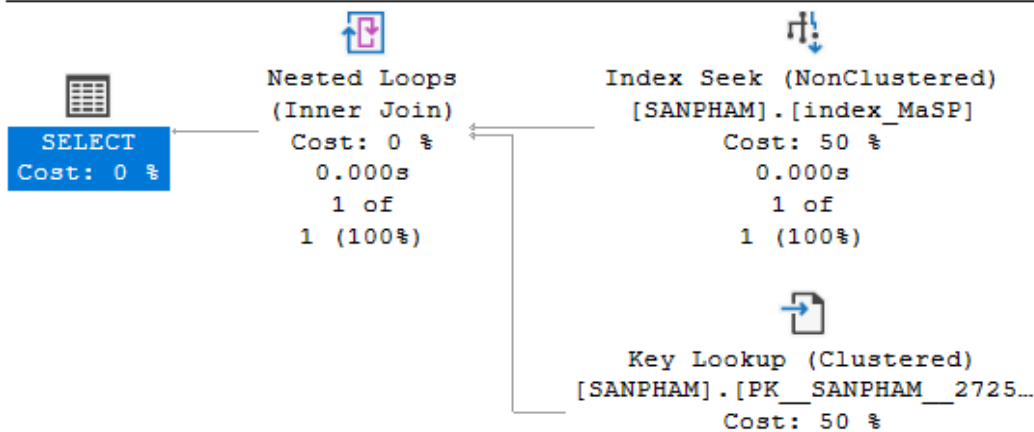 SELECT
Cost: 0 %
Nested Loops
(Inner Join)
Cost: 0 %
0.000s
1 of
1 (100%)
Index Seek (NonClustered)
[SANPHAM].[index_MaSP]
Cost: 50 %
0.000s
1 of
1 (100%)
Key Lookup (Clustered)
[SANPHAM].[PK__SANPHAM__2725…
Cost: 50 %